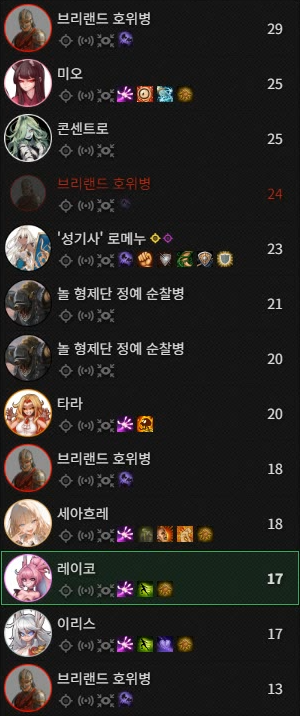 브리랜드 호위병 29
미오 25
콘센트로 25
브리랜드 호위병 24
'성기사' 로메누 23
놀 형제단 정예 순찰병 21
놀 형제단 정예 순찰병 20
타라 20
브리랜드 호위병 18
세아흐레 18
레이코 17
이리스 17
브리랜드 호위병 13